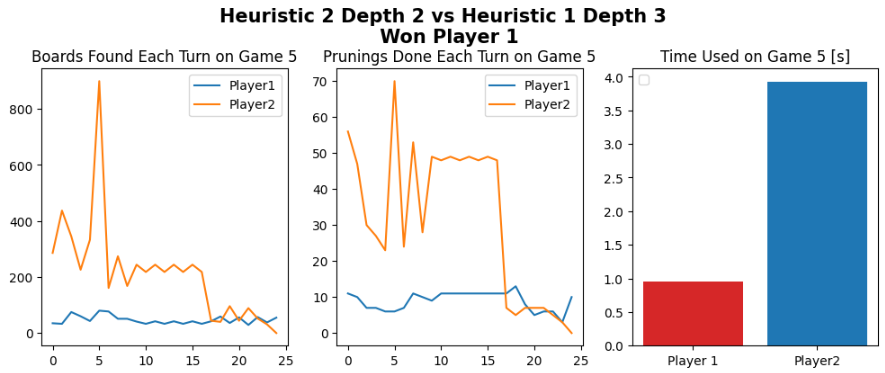 Heuristic 2 Depth 2 vs Heuristic 1 Depth 3
Won Player 1
Boards Found Each Turn on Game 5
Player1
Player2
800
600
400
200
0
0 5 10 15 20 25
Prunings Done Each Turn on Game 5
Player1
Player2
70
60
50
40
30
20
10
0
0 5 10 15 20 25
Time Used on Game 5 [s]
4.0
3.5
3.0
2.5
2.0
1.5
1.0
0.5
0.0
Player 1 Player2